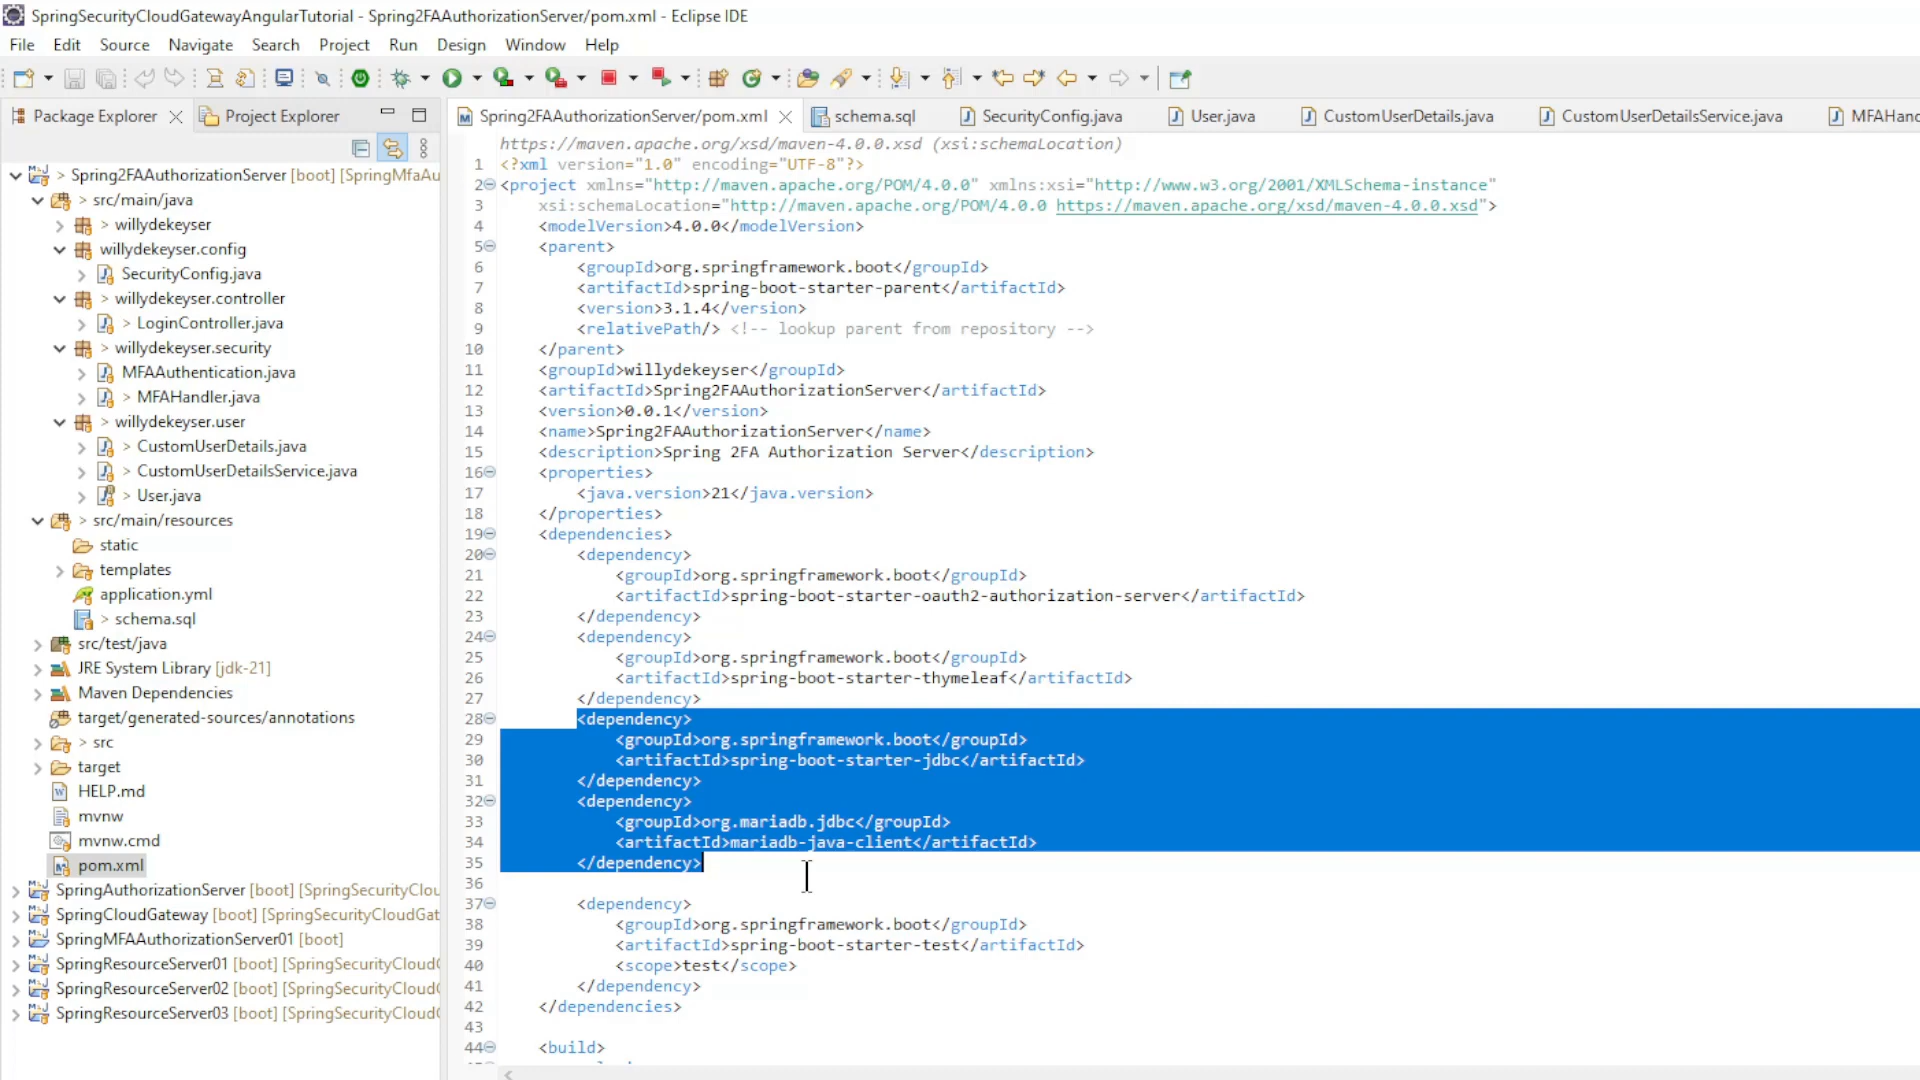 SpringSecurityCloudGatewayAngularTutorial - Spring2FAAuthorizationServer/pom.xml - Eclipse IDE
File Edit Source Navigate Search Project Run Design Window Help
Package Explorer Project Explorer
> Spring2FAAuthorizationServer [boot] [SpringMfaAu
> src/main/java
> willydekeyser
willydekeyser.config
SecurityConfig.java
> willydekeyser.controller
> LoginController.java
> willydekeyser.security
MFAAuthentication.java
> MFAHandler.java
> willydekeyser.user
> CustomUserDetails.java
> CustomUserDetailsService.java
> User.java
> src/main/resources
static
templates
application.yml
> schema.sql
src/test/java
JRE System Library [jdk-21]
Maven Dependencies
target/generated-sources/annotations
> src
target
HELP.md
mvnw
mvnw.cmd
pom.xml
SpringAuthorizationServer [boot] [SpringSecurityClou
SpringCloudGateway [boot] [SpringSecurityCloudGat
SpringMFAAuthorizationServer01 [boot]
SpringResourceServer01 [boot] [SpringSecurityCloud
SpringResourceServer02 [boot] [SpringSecurityCloud
SpringResourceServer03 [boot] [SpringSecurityCloud
Spring2FAAuthorizationServer/pom.xml schema.sql SecurityConfig.java User.java CustomUserDetails.java CustomUserDetailsService.java MFAHanc
https://maven.apache.org/xsd/maven-4.0.0.xsd (xsi:schemaLocation)
1 <?xml version="1.0" encoding="UTF-8"?>
2 <project xmlns="http://maven.apache.org/POM/4.0.0" xmlns:xsi="http://www.w3.org/2001/XMLSchema-instance"
3 xsi:schemaLocation="http://maven.apache.org/POM/4.0.0 https://maven.apache.org/xsd/maven-4.0.0.xsd">
4 <modelVersion>4.0.0</modelVersion>
5 <parent>
6 <groupId>org.springframework.boot</groupId>
7 <artifactId>spring-boot-starter-parent</artifactId>
8 <version>3.1.4</version>
9 <relativePath/> <!-- lookup parent from repository -->
10 </parent>
11 <groupId>willydekeyser</groupId>
12 <artifactId>Spring2FAAuthorizationServer</artifactId>
13 <version>0.0.1</version>
14 <name>Spring2FAAuthorizationServer</name>
15 <description>Spring 2FA Authorization Server</description>
16 <properties>
17 <java.version>21</java.version>
18 </properties>
19 <dependencies>
20 <dependency>
21 <groupId>org.springframework.boot</groupId>
22 <artifactId>spring-boot-starter-oauth2-authorization-server</artifactId>
23 </dependency>
24 <dependency>
25 <groupId>org.springframework.boot</groupId>
26 <artifactId>spring-boot-starter-thymeleaf</artifactId>
27 </dependency>
28 <dependency>
29 <groupId>org.springframework.boot</groupId>
30 <artifactId>spring-boot-starter-jdbc</artifactId>
31 </dependency>
32 <dependency>
33 <groupId>org.mariadb.jdbc</groupId>
34 <artifactId>mariadb-java-client</artifactId>
35 </dependency>
36
37 <dependency>
38 <groupId>org.springframework.boot</groupId>
39 <artifactId>spring-boot-starter-test</artifactId>
40 <scope>test</scope>
41 </dependency>
42 </dependencies>
43
44 <build>